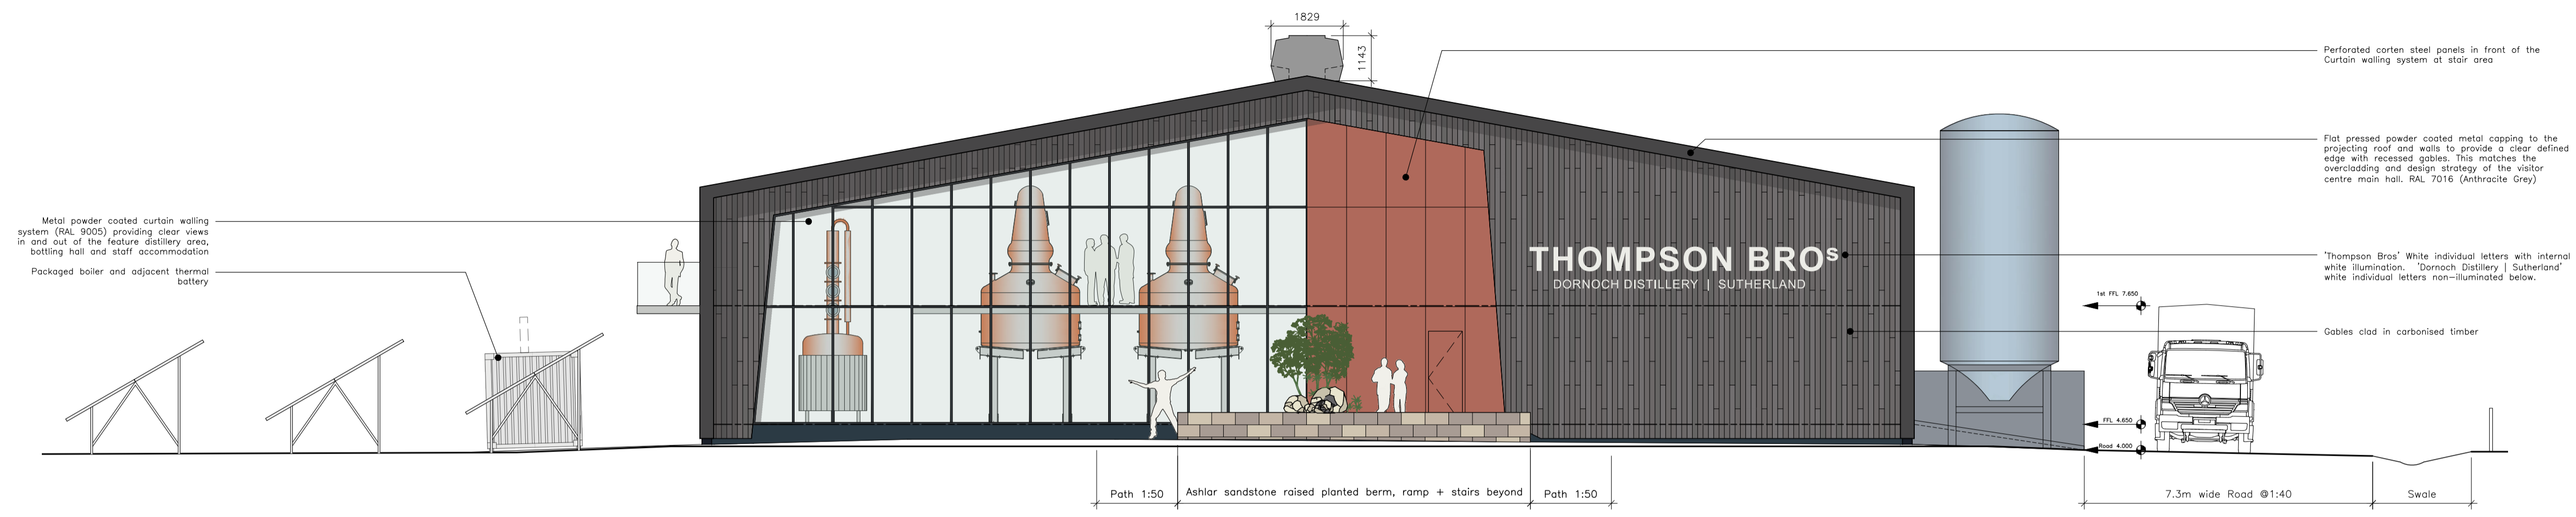 1829
1143
Perforated corten steel panels in front of the
Curtain walling system at stair area
Flat pressed powder coated metal capping to the
projecting roof and walls to provide a clear defined
edge with recessed gables. This matches the
overcladding and design strategy of the visitor
centre main hall. RAL 7016 (Anthracite Grey)
Metal powder coated curtain walling
system (RAL 9005) providing clear views
in and out of the feature distillery area,
bottling hall and staff accommodation
Packaged boiler and adjacent thermal
battery
THOMPSON BROs
DORNOCH DISTILLERY | SUTHERLAND
'Thompson Bros' White individual letters with internal
white illumination. 'Dornoch Distillery | Sutherland'
white individual letters non-illuminated below.
1st FFL 7.650
Gables clad in carbonised timber
FFL 4.650
Road 4.000
Path 1:50
Ashlar sandstone raised planted berm, ramp + stairs beyond
Path 1:50
7.3m wide Road @1:40
Swale